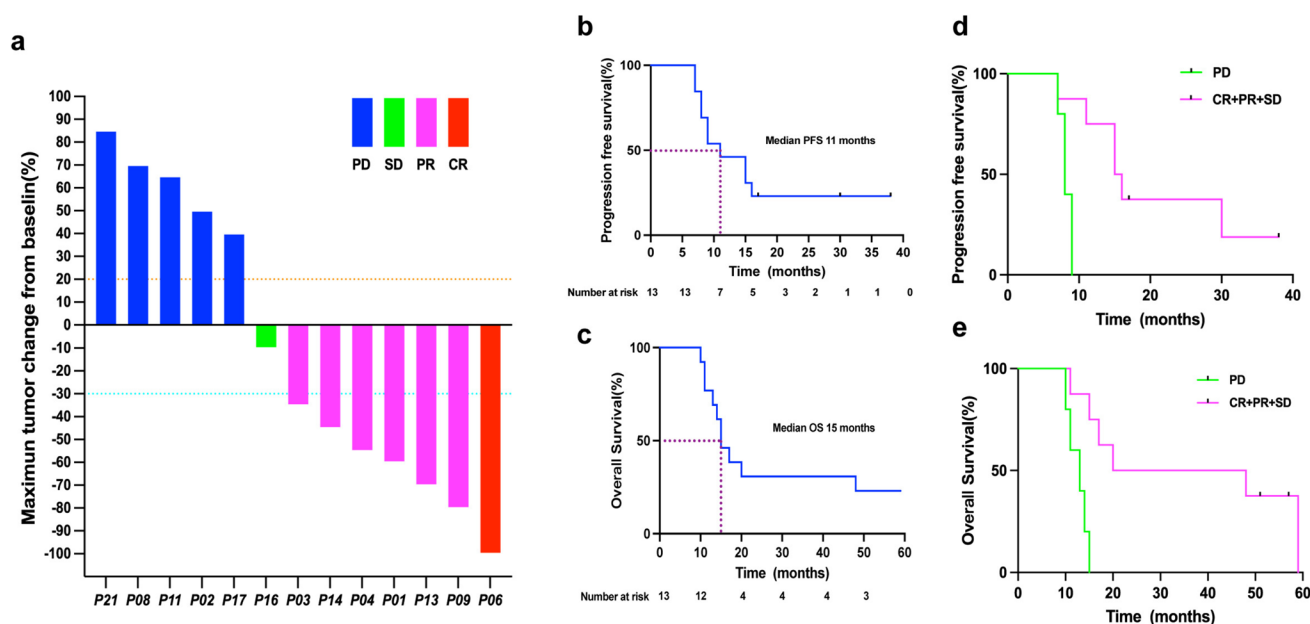 a
Maximun tumor change from baselin(%)
100
90
80
70
60
50
40
30
20
10
0
-10
-20
-30
-40
-50
-60
-70
-80
-90
-100
PD SD PR CR
P21 P08 P11 P02 P17 P16 P03 P14 P04 P01 P13 P09 P06
b
Progression free survival(%)
100
50
0
Median PFS 11 months
0 5 10 15 20 25 30 35 40
Time (months)
Number at risk 13 13 7 5 3 2 1 1 0
c
Overall Survival(%)
100
50
0
Median OS 15 months
0 10 20 30 40 50 60
Time (months)
Number at risk 13 12 4 4 4 3
d
Progression free survival(%)
100
50
0
PD
CR+PR+SD
0 10 20 30 40
Time (months)
e
Overall Survival(%)
100
50
0
PD
CR+PR+SD
0 10 20 30 40 50 60
Time (months)